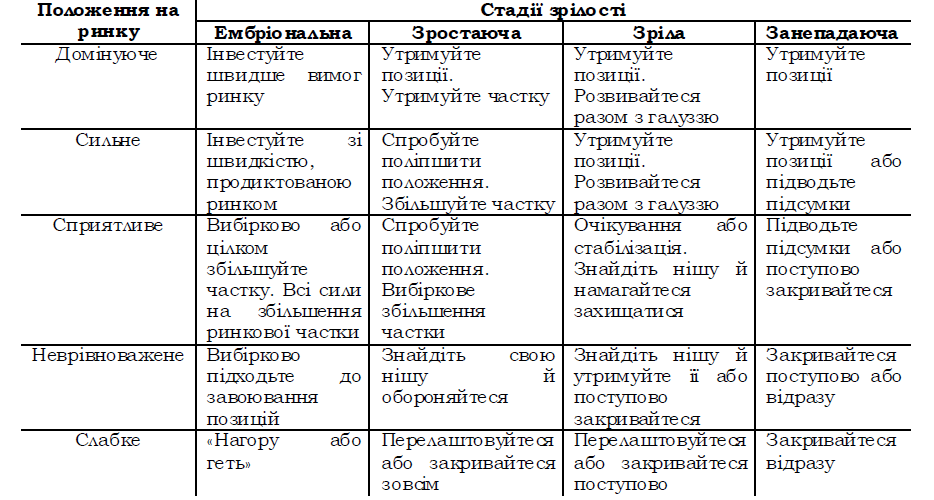 Положення на
ринку
Стадії зрілості
Ембріональна
Зростаюча
Зріла
Занепадаюча
Домінуюче
Інвестуйте
швидше вимог
ринку
Утримуйте
позиції.
Утримуйте частку
Утримуйте
позиції.
Розвивайтеся
разом з галуззю
Утримуйте
позиції
Сильне
Інвестуйте зі
швидкістю,
продиктованою
ринком
Спробуйте
поліпшити
положення.
Збільшуйте частку
Утримуйте
позиції.
Розвивайтеся
разом з галуззю
Утримуйте
позиції або
підводьте
підсумки
Сприятливе
Вибірково або
цілком
збільшуйте
частку. Всі сили
на збільшення
ринкової частки
Спробуйте
поліпшити
положення.
Вибіркове
збільшення
частки
Очікування або
стабілізація.
Знайдіть нішу й
намагайтеся
захищатися
Підводьте
підсумки або
поступово
закривайтеся
Неврівноважене
Вибірково
підходьте до
завоювання
позицій
Знайдіть свою
нішу й
обороняйтеся
Знайдіть нішу й
утримуйте її або
поступово
закривайтеся
Закривайтеся
поступово або
відразу
Слабке
«Нагору або
геть»
Перелаштовуйтеся
або закривайтеся
зовсім
Перелаштовуйтеся
або закривайтеся
поступово
Закривайтеся
відразу